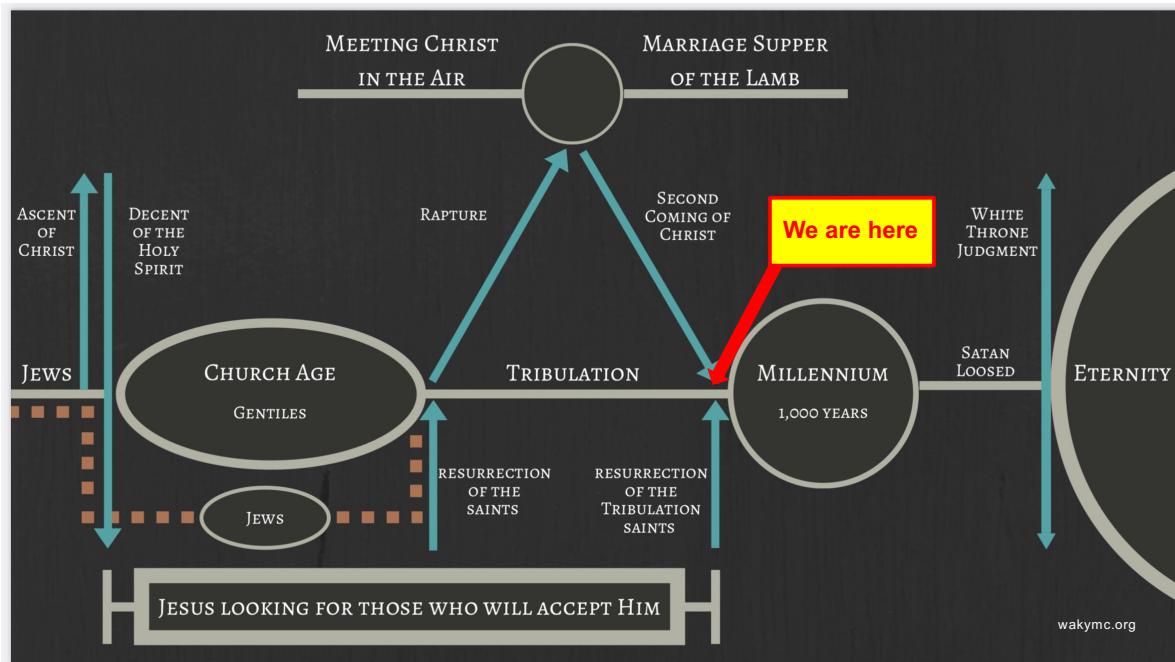 MEETING CHRIST
IN THE AIR
MARRIAGE SUPPER
OF THE LAMB
ASCENT
OF
CHRIST
DECENT
OF THE
HOLY
SPIRIT
RAPTURE
SECOND
COMING OF
CHRIST
We are here
WHITE
THRONE
JUDGMENT
JEWS
CHURCH AGE
GENTILES
TRIBULATION
MILLENNIUM
1,000 YEARS
SATAN
LOOSED
ETERNITY
JEWS
RESURRECTION
OF THE
SAINTS
RESURRECTION
OF THE
TRIBULATION
SAINTS
JESUS LOOKING FOR THOSE WHO WILL ACCEPT HIM
wakymc.org